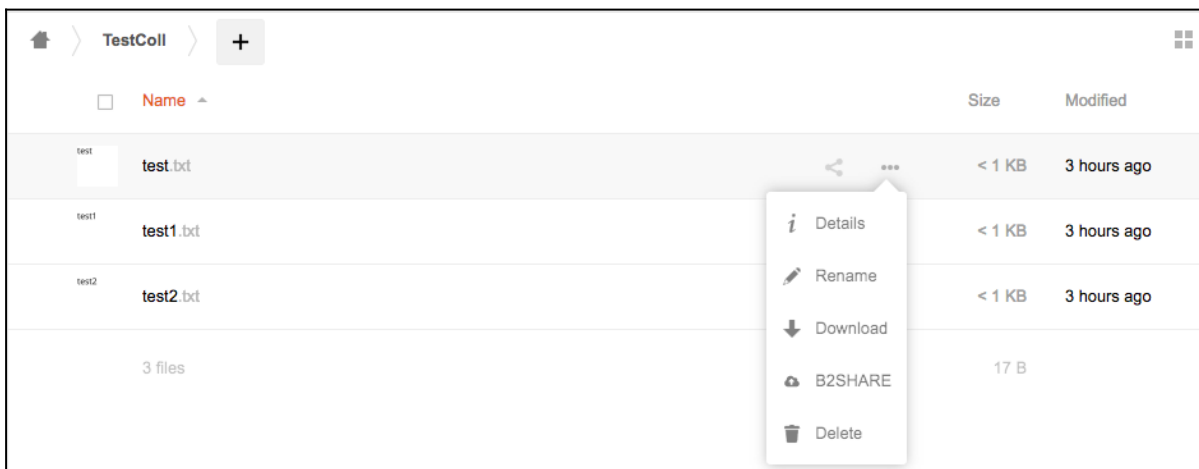 TestColl +
Name Size Modified
test test.txt < 1 KB 3 hours ago
Details
test1 test1.txt < 1 KB 3 hours ago
Rename
test2 test2.txt < 1 KB 3 hours ago
Download
3 files 17 B
B2SHARE
Delete